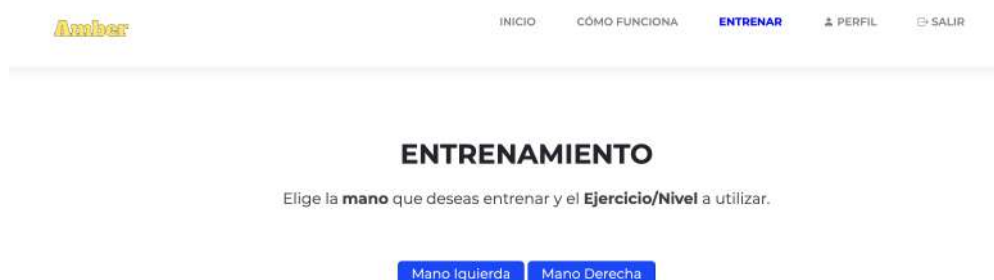 Amber INICIO CÓMO FUNCIONA ENTRENAR PERFIL SALIR
ENTRENAMIENTO
Elige la mano que deseas entrenar y el Ejercicio/Nivel a utilizar.
Mano Iquierda Mano Derecha